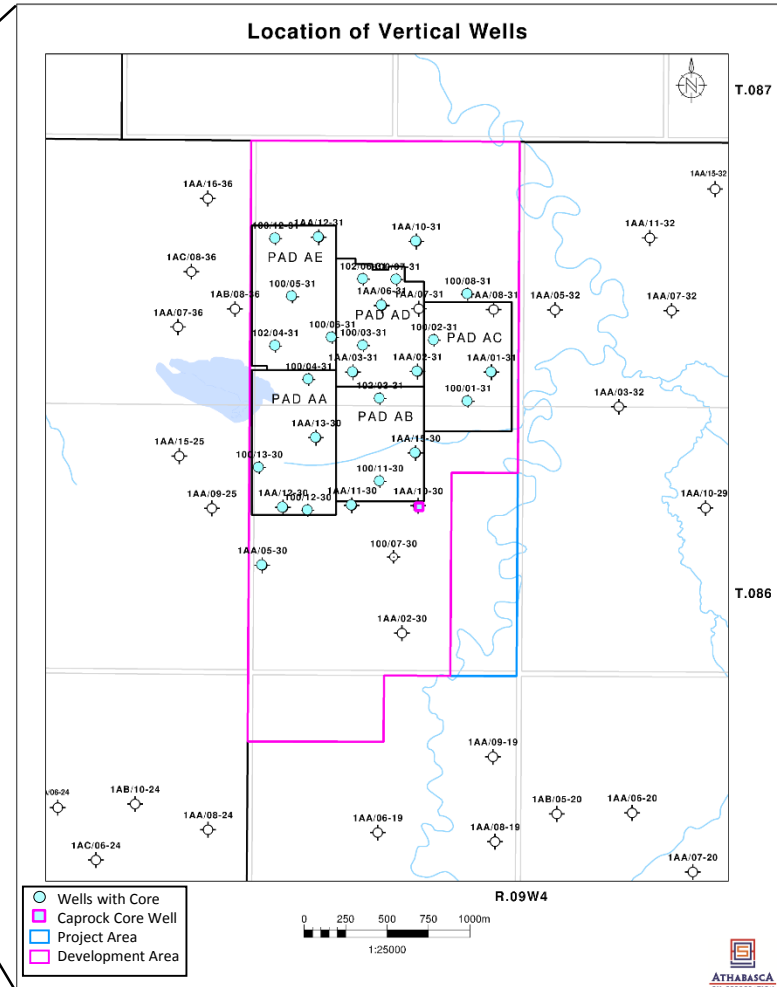 Location of Vertical Wells
N
T.087
1AA/16-36
1AA/15-32
100/12-31
1AA/12-31
1AA/10-31
1AA/11-32
PAD AE
1AC/08-36
102/06-31
100/07-31
100/08-31
100/05-31
1AB/08-36
1AA/06-31
1AA/07-31
1AA/08-31
1AA/05-32
1AA/07-32
PAD AD
1AA/07-36
102/04-31
100/06-31
100/03-31
100/02-31
PAD AC
1AA/03-31
1AA/02-31
1AA/01-31
100/04-31
102/03-31
100/01-31
1AA/03-32
PAD AA
PAD AB
1AA/13-30
1AA/15-30
1AA/15-25
100/13-30
100/11-30
1AA/09-25
1AA/12-30
100/12-30
1AA/11-30
1AA/10-30
1AA/10-29
1AA/05-30
100/07-30
T.086
1AA/02-30
1AA/09-19
/06-24
1AB/10-24
1AA/08-24
1AA/06-19
1AB/05-20
1AA/06-20
1AC/06-24
1AA/08-19
1AA/07-20
R.09W4
Wells with Core
Caprock Core Well
Project Area
Development Area
0 250 500 750 1000m
1:25000
ATHABASCA